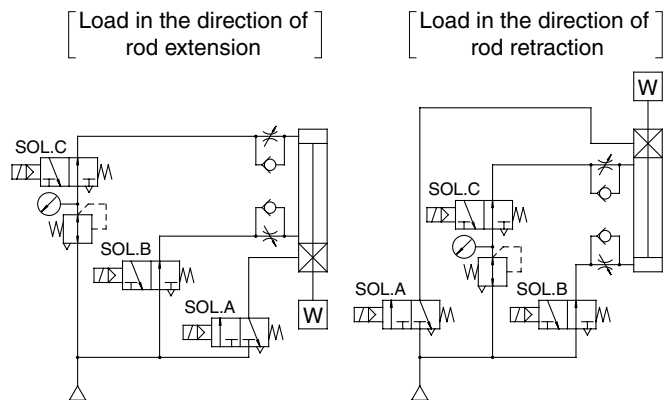 Load in the direction of
rod extension
Load in the direction of
rod retraction
W
SOL.C
SOL.C
SOL.B
SOL.A
SOL.B
SOL.A
W